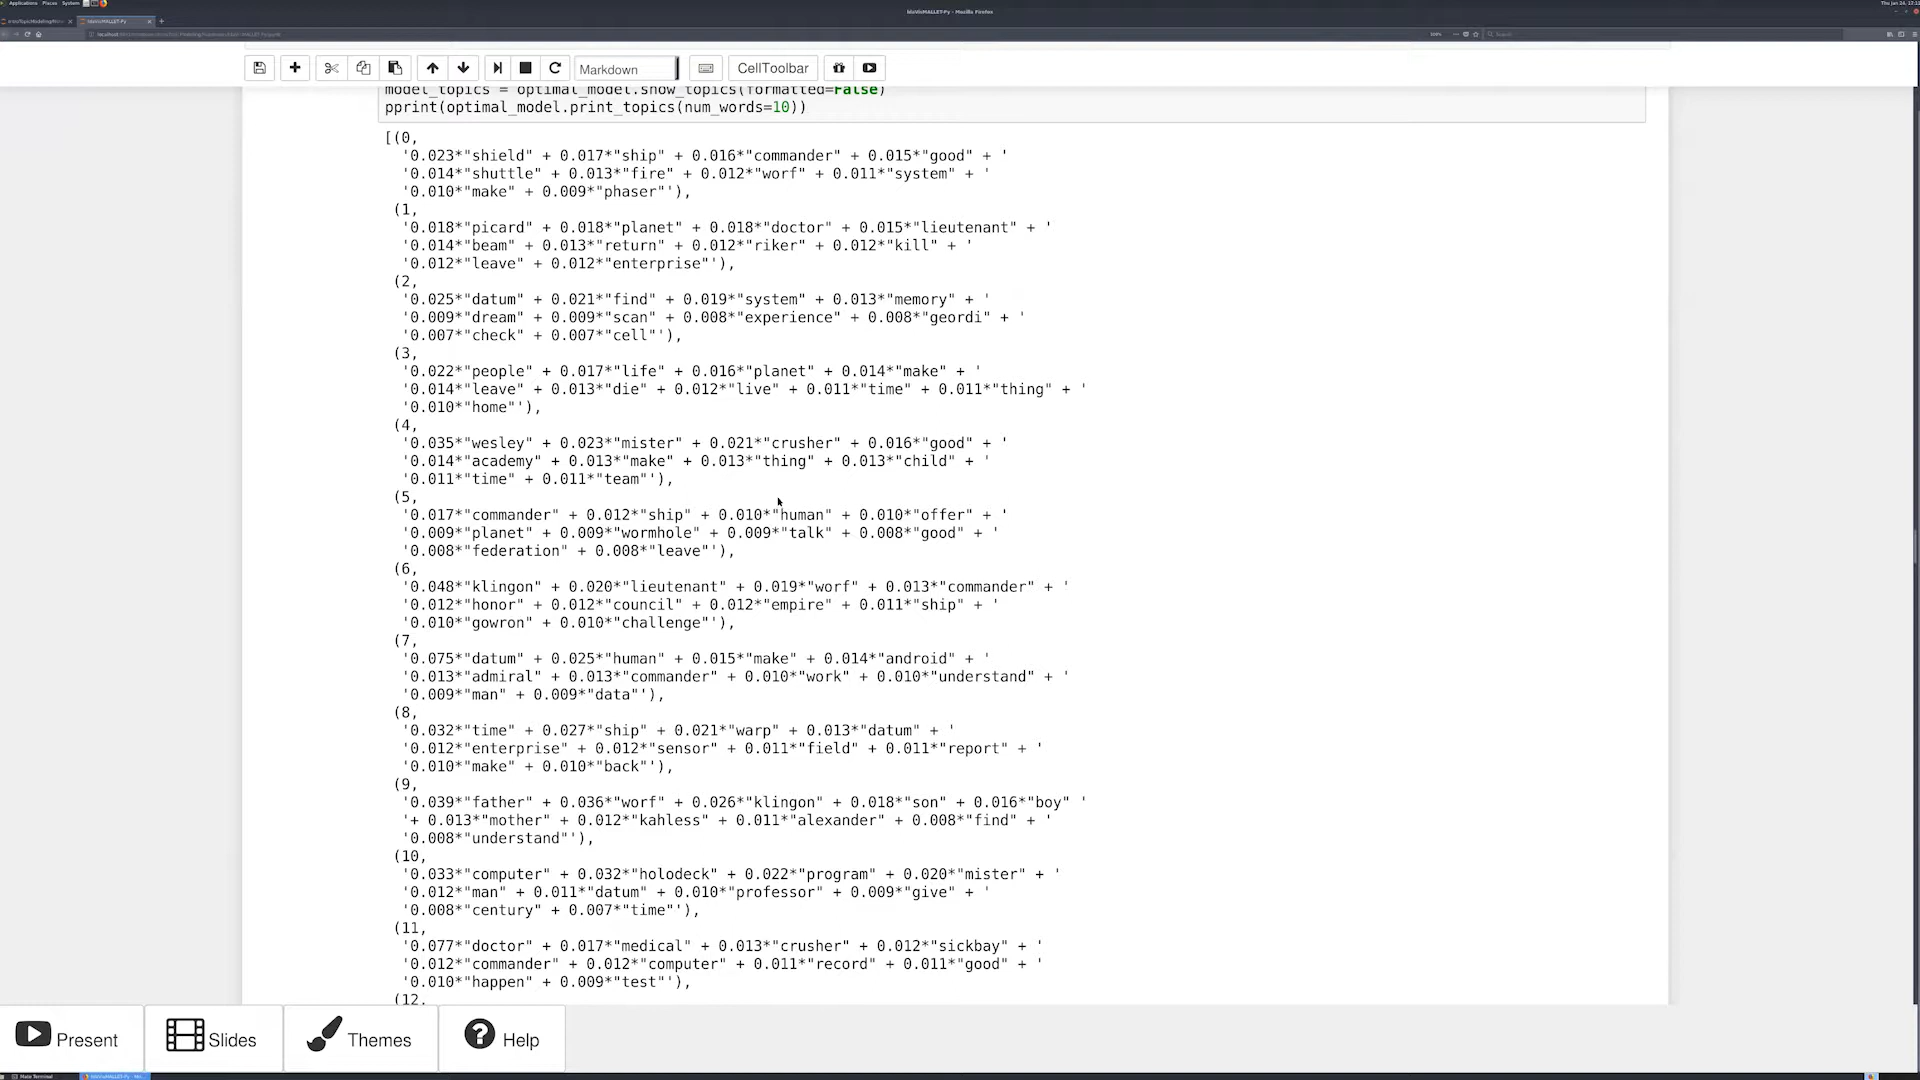 Applications Places System
Thu Jan 24, 17:11
hlsVisMALLET-Py - Mozilla Firefox
hlsVisMALLET-Py
Search
Markdown
CellToolbar
model_topics = optimal_model.show_topics(formatted=False)
pprint(optimal_model.print_topics(num_words=10))
[(0,
'0.023*"shield" + 0.017*"ship" + 0.016*"commander" + 0.015*"good" + '
'0.014*"shuttle" + 0.013*"fire" + 0.012*"worf" + 0.011*"system" + '
'0.010*"make" + 0.009*"phaser"'),
(1,
'0.018*"picard" + 0.018*"planet" + 0.018*"doctor" + 0.015*"lieutenant" + '
'0.014*"beam" + 0.013*"return" + 0.012*"riker" + 0.012*"kill" + '
'0.012*"leave" + 0.012*"enterprise"'),
(2,
'0.025*"datum" + 0.021*"find" + 0.019*"system" + 0.013*"memory" + '
'0.009*"dream" + 0.009*"scan" + 0.008*"experience" + 0.008*"geordi" + '
'0.007*"check" + 0.007*"cell"'),
(3,
'0.022*"people" + 0.017*"life" + 0.016*"planet" + 0.014*"make" + '
'0.014*"leave" + 0.013*"die" + 0.012*"live" + 0.011*"time" + 0.011*"thing" + '
'0.010*"home"'),
(4,
'0.035*"wesley" + 0.023*"mister" + 0.021*"crusher" + 0.016*"good" + '
'0.014*"academy" + 0.013*"make" + 0.013*"thing" + 0.013*"child" + '
'0.011*"time" + 0.011*"team"'),
(5,
'0.017*"commander" + 0.012*"ship" + 0.010*"human" + 0.010*"offer" + '
'0.009*"planet" + 0.009*"wormhole" + 0.009*"talk" + 0.008*"good" + '
'0.008*"federation" + 0.008*"leave"'),
(6,
'0.048*"klingon" + 0.020*"lieutenant" + 0.019*"worf" + 0.013*"commander" + '
'0.012*"honor" + 0.012*"council" + 0.012*"empire" + 0.011*"ship" + '
'0.010*"gowron" + 0.010*"challenge"'),
(7,
'0.075*"datum" + 0.025*"human" + 0.015*"make" + 0.014*"android" + '
'0.013*"admiral" + 0.013*"commander" + 0.010*"work" + 0.010*"understand" + '
'0.009*"man" + 0.009*"data"'),
(8,
'0.032*"time" + 0.027*"ship" + 0.021*"warp" + 0.013*"datum" + '
'0.012*"enterprise" + 0.012*"sensor" + 0.011*"field" + 0.011*"report" + '
'0.010*"make" + 0.010*"back"'),
(9,
'0.039*"father" + 0.036*"worf" + 0.026*"klingon" + 0.018*"son" + 0.016*"boy" '
'+ 0.013*"mother" + 0.012*"kahless" + 0.011*"alexander" + 0.008*"find" + '
'0.008*"understand"'),
(10,
'0.033*"computer" + 0.032*"holodeck" + 0.022*"program" + 0.020*"mister" + '
'0.012*"man" + 0.011*"datum" + 0.010*"professor" + 0.009*"give" + '
'0.008*"century" + 0.007*"time"'),
(11,
'0.077*"doctor" + 0.017*"medical" + 0.013*"crusher" + 0.012*"sickbay" + '
'0.012*"commander" + 0.012*"computer" + 0.011*"record" + 0.011*"good" + '
'0.010*"happen" + 0.009*"test"'),
(12,
Present
Slides
Themes
Help
Main Terminal